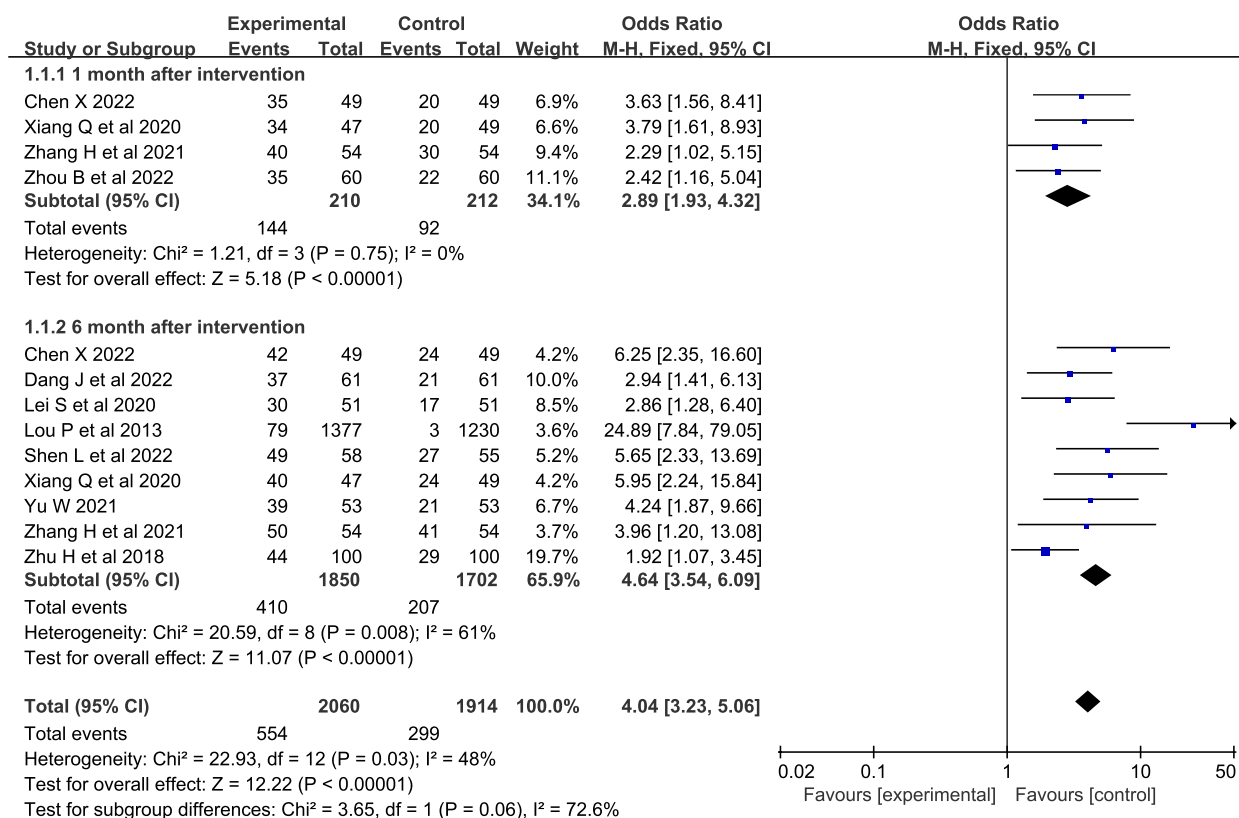 Experimental Control Odds Ratio Odds Ratio
Study or Subgroup Events Total Events Total Weight M-H, Fixed, 95% CI M-H, Fixed, 95% CI
1.1.1 1 month after intervention
Chen X 2022 35 49 20 49 6.9% 3.63 [1.56, 8.41]
Xiang Q et al 2020 34 47 20 49 6.6% 3.79 [1.61, 8.93]
Zhang H et al 2021 40 54 30 54 9.4% 2.29 [1.02, 5.15]
Zhou B et al 2022 35 60 22 60 11.1% 2.42 [1.16, 5.04]
Subtotal (95% CI) 210 212 34.1% 2.89 [1.93, 4.32]
Total events 144 92
Heterogeneity: Chi² = 1.21, df = 3 (P = 0.75); I² = 0%
Test for overall effect: Z = 5.18 (P < 0.00001)
1.1.2 6 month after intervention
Chen X 2022 42 49 24 49 4.2% 6.25 [2.35, 16.60]
Dang J et al 2022 37 61 21 61 10.0% 2.94 [1.41, 6.13]
Lei S et al 2020 30 51 17 51 8.5% 2.86 [1.28, 6.40]
Lou P et al 2013 79 1377 3 1230 3.6% 24.89 [7.84, 79.05]
Shen L et al 2022 49 58 27 55 5.2% 5.65 [2.33, 13.69]
Xiang Q et al 2020 40 47 24 49 4.2% 5.95 [2.24, 15.84]
Yu W 2021 39 53 21 53 6.7% 4.24 [1.87, 9.66]
Zhang H et al 2021 50 54 41 54 3.7% 3.96 [1.20, 13.08]
Zhu H et al 2018 44 100 29 100 19.7% 1.92 [1.07, 3.45]
Subtotal (95% CI) 1850 1702 65.9% 4.64 [3.54, 6.09]
Total events 410 207
Heterogeneity: Chi² = 20.59, df = 8 (P = 0.008); I² = 61%
Test for overall effect: Z = 11.07 (P < 0.00001)
Total (95% CI) 2060 1914 100.0% 4.04 [3.23, 5.06]
Total events 554 299
Heterogeneity: Chi² = 22.93, df = 12 (P = 0.03); I² = 48%
Test for overall effect: Z = 12.22 (P < 0.00001)
Test for subgroup differences: Chi² = 3.65, df = 1 (P = 0.06), I² = 72.6%
0.02 0.1 1 10 50
Favours [experimental] Favours [control]